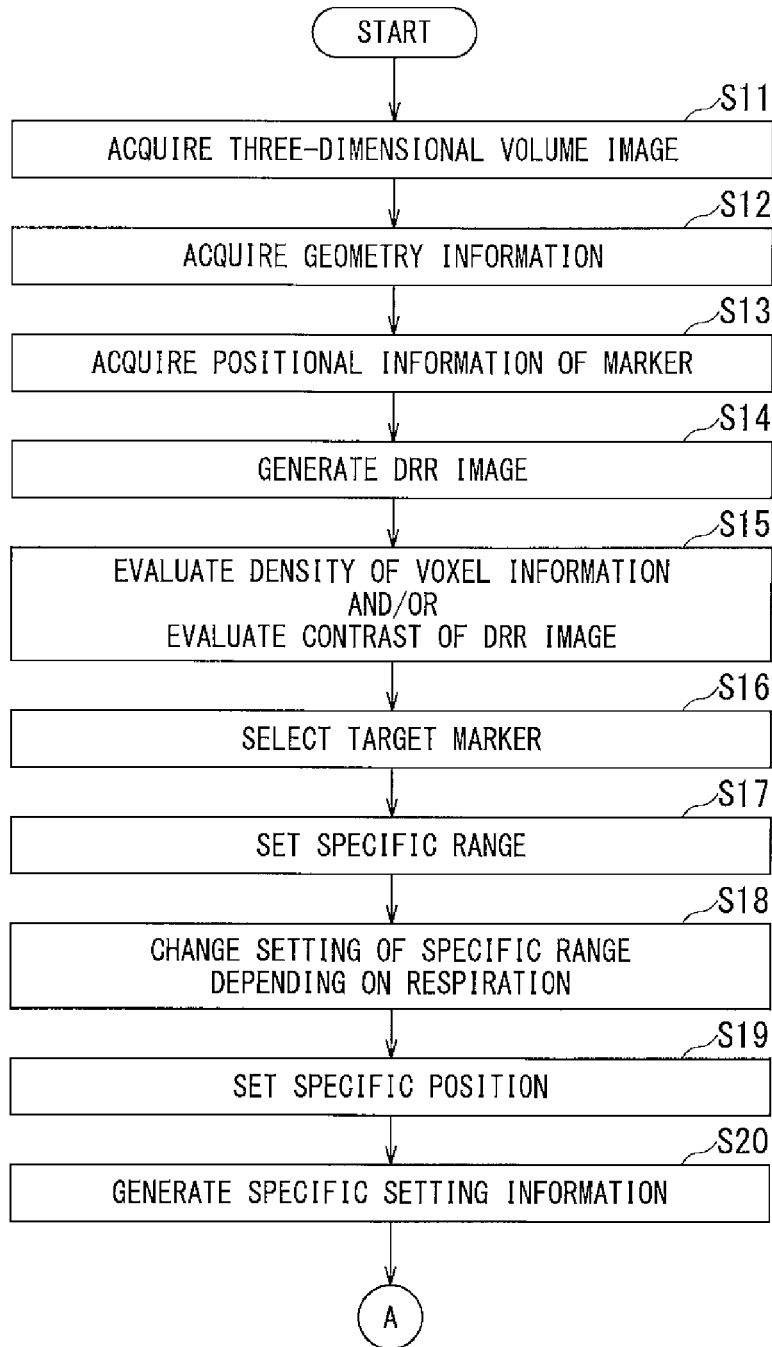 START
S11
ACQUIRE THREE-DIMENSIONAL VOLUME IMAGE
S12
ACQUIRE GEOMETRY INFORMATION
S13
ACQUIRE POSITIONAL INFORMATION OF MARKER
S14
GENERATE DRR IMAGE
S15
EVALUATE DENSITY OF VOXEL INFORMATION
AND/OR
EVALUATE CONTRAST OF DRR IMAGE
S16
SELECT TARGET MARKER
S17
SET SPECIFIC RANGE
S18
CHANGE SETTING OF SPECIFIC RANGE
DEPENDING ON RESPIRATION
S19
SET SPECIFIC POSITION
S20
GENERATE SPECIFIC SETTING INFORMATION
A